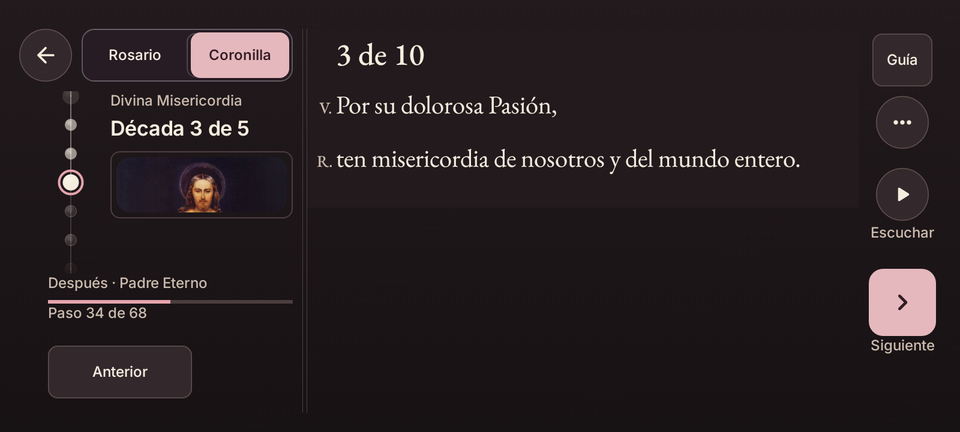 Rosario
Coronilla
Divina Misericordia
Década 3 de 5
Después · Padre Eterno
Paso 34 de 68
Anterior
3 de 10
V. Por su dolorosa Pasión,
R. ten misericordia de nosotros y del mundo entero.
Guía
Escuchar
Siguiente